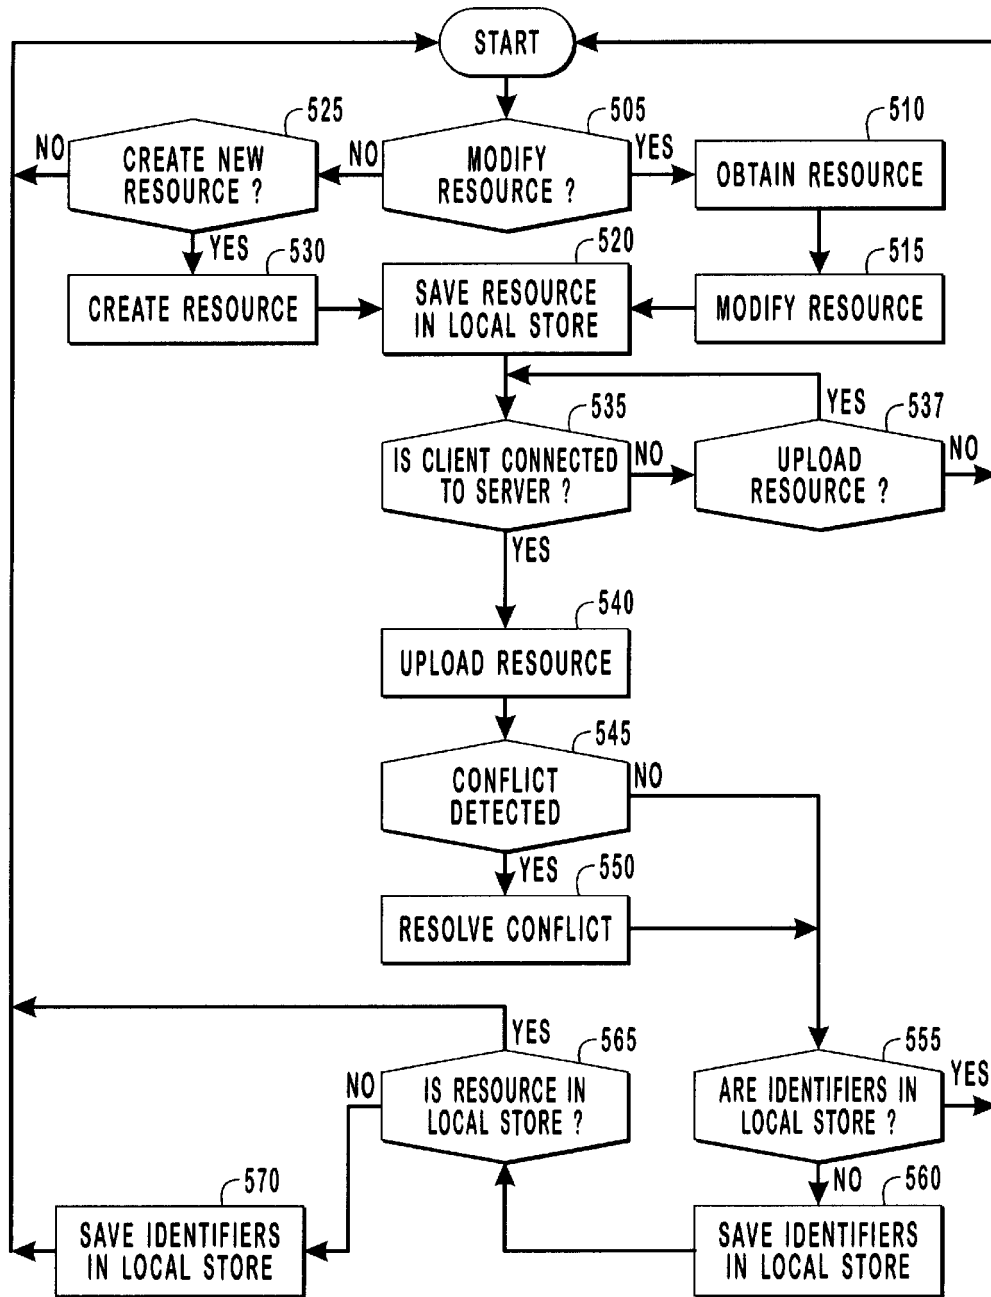 START
525
505
510
NO
CREATE NEW
RESOURCE ?
NO
MODIFY
RESOURCE ?
YES
OBTAIN RESOURCE
YES
530
520
515
CREATE RESOURCE
SAVE RESOURCE
IN LOCAL STORE
MODIFY RESOURCE
YES
535
537
IS CLIENT CONNECTED
TO SERVER ?
NO
UPLOAD
RESOURCE ?
NO
YES
540
UPLOAD RESOURCE
545
CONFLICT
DETECTED
NO
YES
550
RESOLVE CONFLICT
YES
565
555
NO
IS RESOURCE IN
LOCAL STORE ?
ARE IDENTIFIERS IN
LOCAL STORE ?
YES
NO
570
560
SAVE IDENTIFIERS
IN LOCAL STORE
SAVE IDENTIFIERS
IN LOCAL STORE